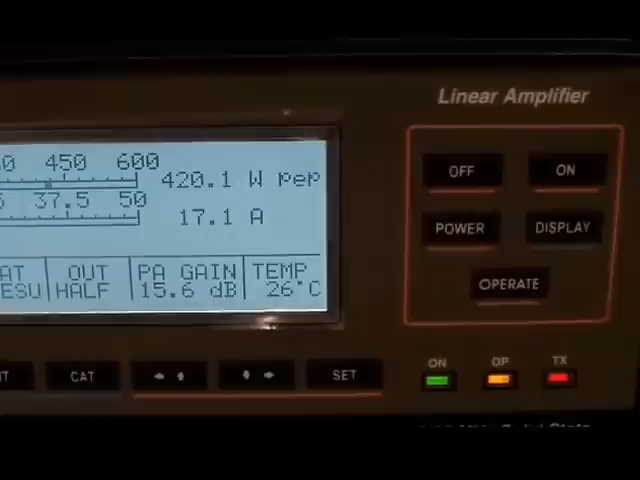 Linear Amplifier
450 600
420.1 W pep
37.5 50
17.1 A
OFF ON
POWER DISPLAY
OPERATE
OUT PA GAIN TEMP
HALF 15.6 dB 26°C
ON OP TX
CAT SET